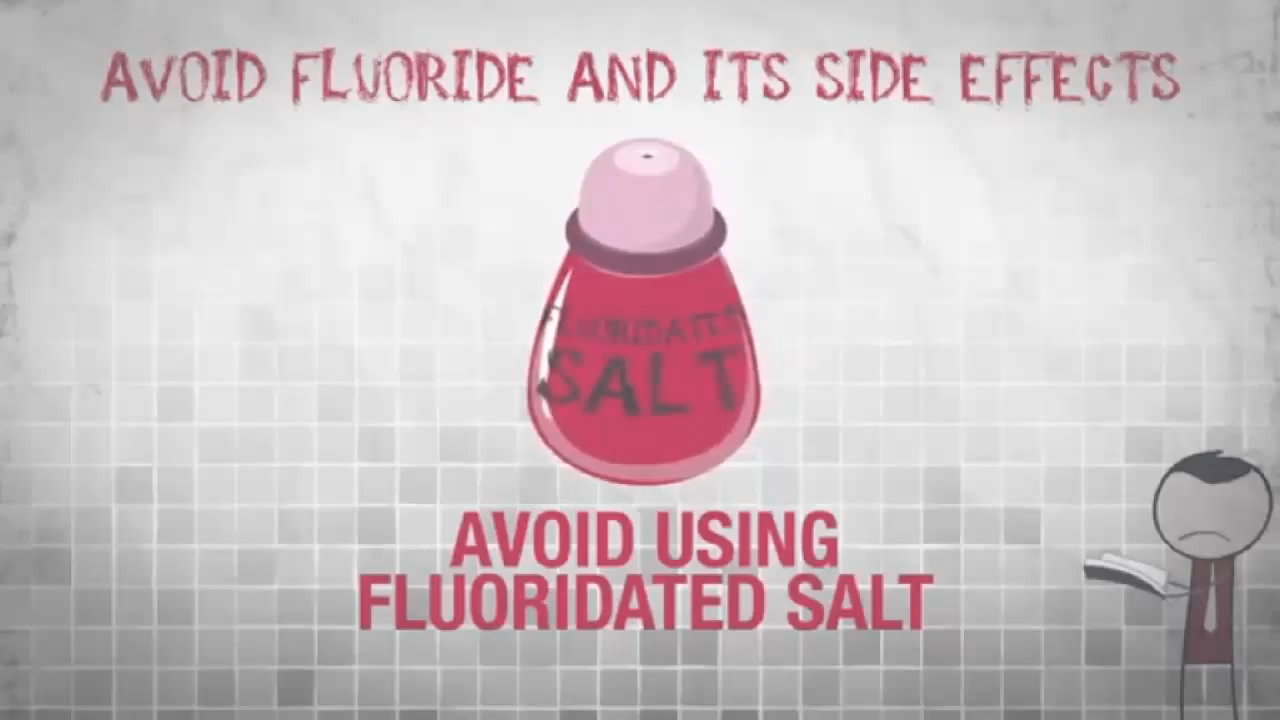 AVOID FLUORIDE AND ITS SIDE EFFECTS
SALT
AVOID USING
FLUORIDATED SALT